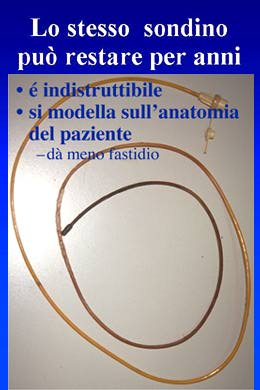 Lo stesso sondino
può restare per anni
• é indistruttibile
• si modella sull'anatomia
del paziente
–dà meno fastidio